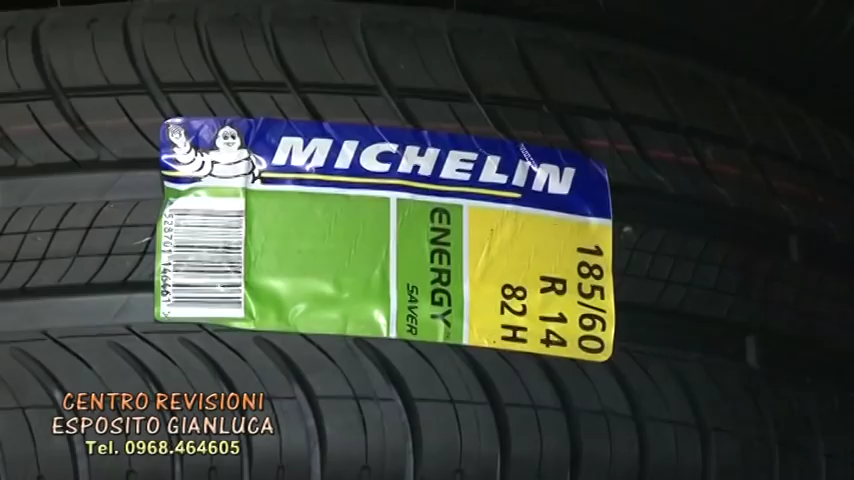 MICHELIN
ENERGY
SAVER
185/60
R 14
82 H
CENTRO REVISIONI
ESPOSITO GIANLUCA
Tel. 0968.464605